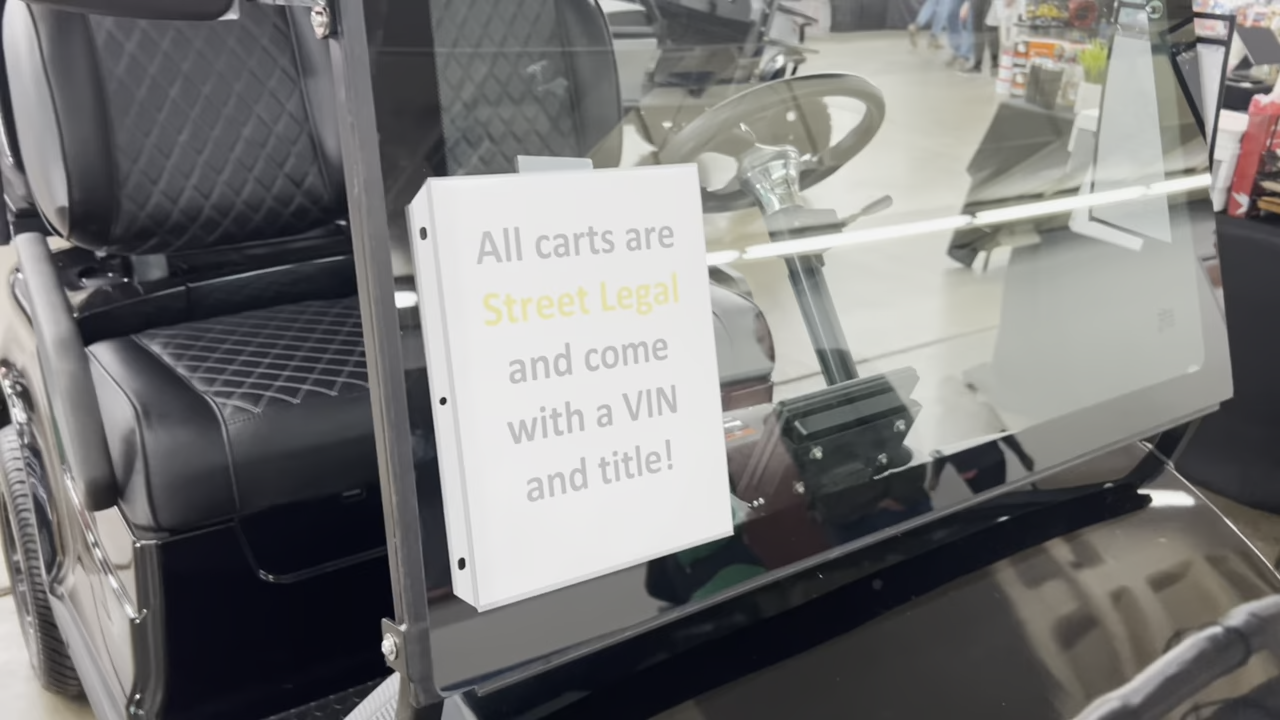 All carts are
Street Legal
and come
with a VIN
and title!